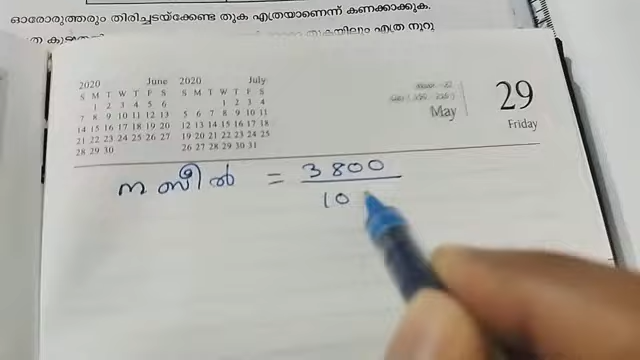 ഓരോരുത്തരും തിരിച്ചടയ്ക്കേണ്ട തുക എത്രയാണെന്ന് കണക്കാക്കുക.
തുകയിലും എത്ര നൂറു
2020 June 2020 July
S M T W T F S S M T W T F S
1 2 3 4 5 6 1 2 3 4
7 8 9 10 11 12 13 5 6 7 8 9 10 11
14 15 16 17 18 19 20 12 13 14 15 16 17 18
21 22 23 24 25 26 27 19 20 21 22 23 24 25
28 29 30 26 27 28 29 30 31
May
29
Friday
നസീൽ = 3800
10